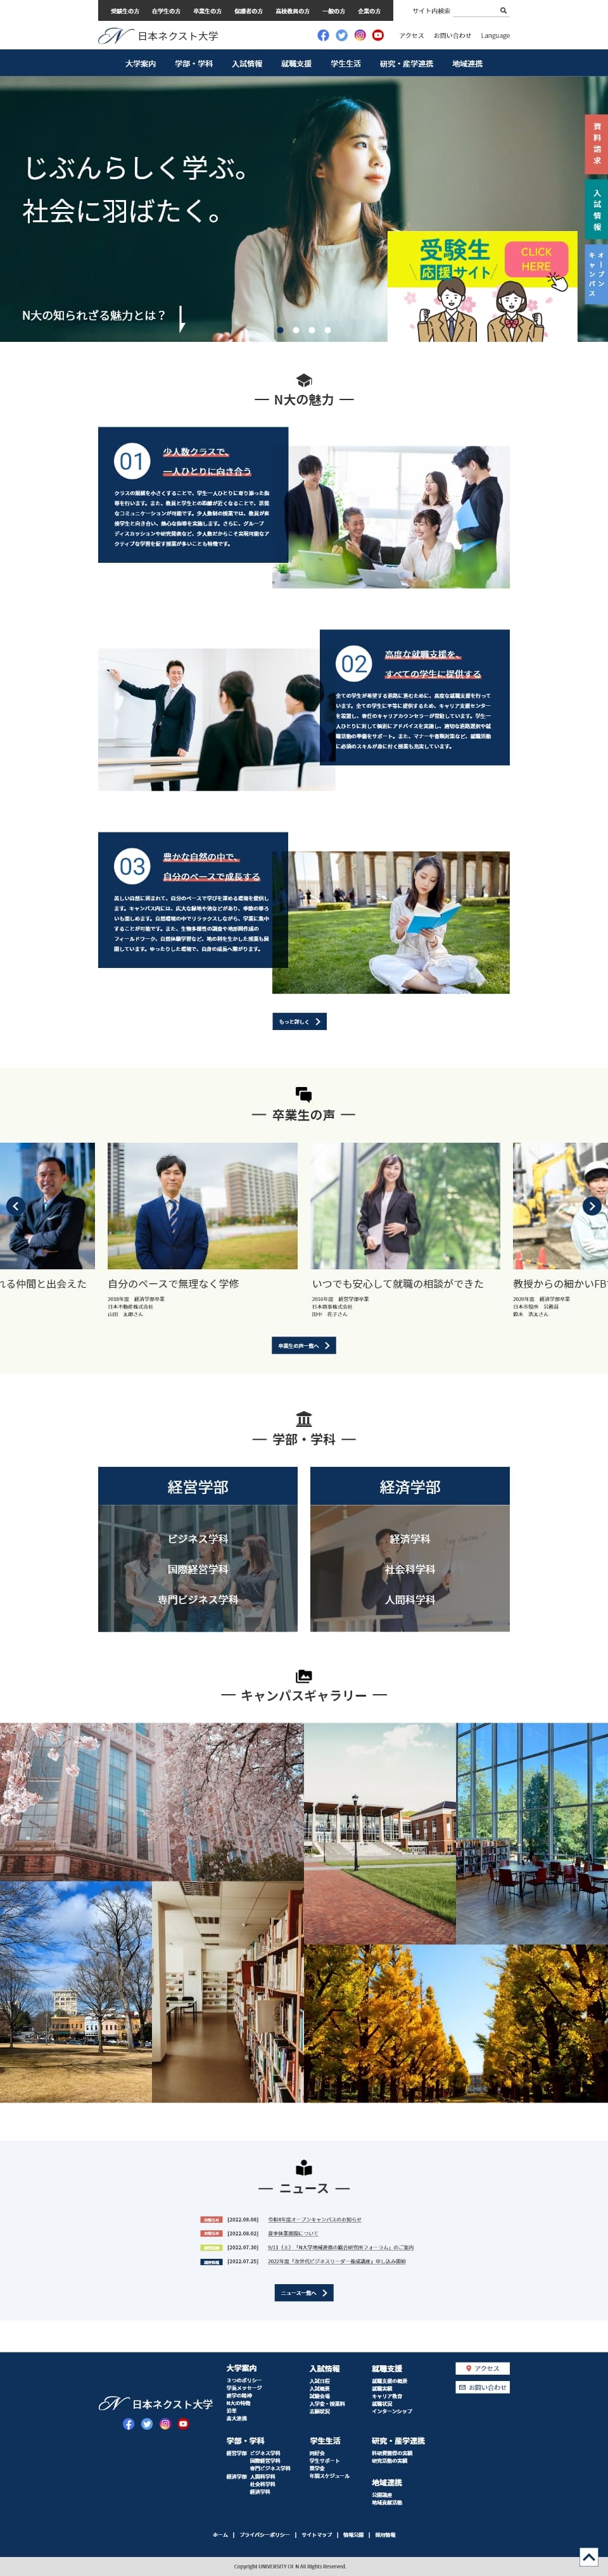 受験生の方 在学生の方 卒業生の方 保護者の方 高校教員の方 一般の方 企業の方
サイト内検索
日本ネクスト大学
アクセス お問い合わせ Language
大学案内 学部・学科 入試情報 就職支援 学生生活 研究・産学連携 地域連携
じぶんらしく学ぶ。
社会に羽ばたく。
N大の知られざる魅力とは？
受験生
応援サイト
CLICK
HERE
資料請求
入試情報
オープンキャンパス
N大の魅力
01
少人数クラスで、
一人ひとりに向き合う
クラスの規模を小さくすることで、学生一人ひとりに寄り添った指
導を行います。また、教員と学生との距離が近くなることで、活発
なコミュニケーションが可能です。少人数制の授業では、教員が直
接学生と向き合い、熱心な指導を実施します。さらに、グループ
ディスカッションや研究発表など、少人数だからこそ実現可能なア
クティブな学習を促す授業が多いことも特徴です。
02
高度な就職支援を、
すべての学生に提供する
全ての学生が希望する進路に進むために、高度な就職支援を行って
います。全ての学生に平等に提供するため、キャリア支援センター
を設置し、専任のキャリアカウンセラーが常駐しています。学生一
人ひとりに対して個別にアドバイスを実施し、適切な進路選択や就
職活動の準備をサポート。また、マナーや面接対策など、就職活動
に必須のスキルが身に付く授業も充実しています。
03
豊かな自然の中で、
自分のペースで成長する
美しい自然に囲まれて、自分のペースで学びを深める環境を提供し
ます。キャンパス内には、広大な緑地や池などがあり、季節の移ろ
いも楽しめます。自然環境の中でリラックスしながら、学業に集中
することが可能です。また、生物多様性の調査や地形図作成の
フィールドワーク、自然体験学習など、地の利を生かした授業も展
開しています。ゆったりした環境で、自身の成長へ繋がります。
もっと詳しく
卒業生の声
れる仲間と出会えた
自分のペースで無理なく学修
2018年度 経済学部卒業
日本不動産株式会社
山田 太郎さん
いつでも安心して就職の相談ができた
2016年度 経営学部卒業
日本商事株式会社
田中 花子さん
教授からの細かいFB
2020年度 経済学部卒業
日本市役所 公務員
鈴木 浩太さん
卒業生の声一覧へ
学部・学科
経営学部
ビジネス学科
国際経営学科
専門ビジネス学科
経済学部
経済学科
社会科学科
人間科学科
キャンパスギャラリー
ニュース
お知らせ [2022.08.08] 令和4年度オープンキャンパスのお知らせ
お知らせ [2022.08.02] 夏季休業期間について
[2022.07.30] 9/11（土）「N大学地域連携の総合研究所フォーラム」のご案内
[2022.07.25] 2022年度「次世代ビジネスリーダー養成講座」申し込み開始
ニュース一覧へ
日本ネクスト大学
大学案内
3つのポリシー
学長メッセージ
建学の精神
N大の特徴
沿革
高大連携
入試情報
入試日程
入試概要
試験会場
入学金・授業料
志願状況
就職支援
就職支援の概要
就職実績
キャリア教育
就職状況
インターンシップ
アクセス
お問い合わせ
学部・学科
経営学部 ビジネス学科
国際経営学科
専門ビジネス学科
経済学部 人間科学科
社会科学科
経済学科
学生生活
同好会
学生サポート
奨学金
年間スケジュール
研究・産学連携
科研費獲得の実績
研究活動の実績
地域連携
公開講座
地域貢献活動
ホーム | プライバシーポリシー | サイトマップ | 情報公開 | 採用情報
Copyright UNIVERSITY OF N All Rights Reserved.